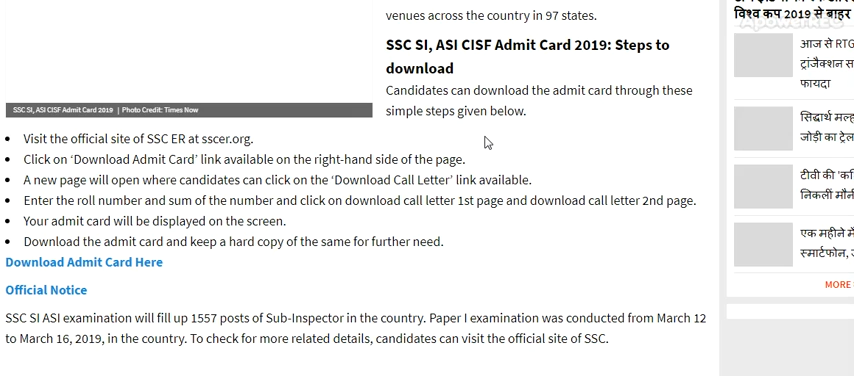 venues across the country in 97 states.
SSC SI, ASI CISF Admit Card 2019: Steps to
download
Candidates can download the admit card through these
simple steps given below.
SSC SI, ASI CISF Admit Card 2019 | Photo Credit: Times Now
• Visit the official site of SSC ER at sscer.org.
• Click on ‘Download Admit Card’ link available on the right-hand side of the page.
• A new page will open where candidates can click on the ‘Download Call Letter’ link available.
• Enter the roll number and sum of the number and click on download call letter 1st page and download call letter 2nd page.
• Your admit card will be displayed on the screen.
• Download the admit card and keep a hard copy of the same for further need.
Download Admit Card Here
Official Notice
SSC SI ASI examination will fill up 1557 posts of Sub-Inspector in the country. Paper I examination was conducted from March 12
to March 16, 2019, in the country. To check for more related details, candidates can visit the official site of SSC.
विश्व कप 2019 से बाहर
आज से RTG
ट्रांजैक्शन स
फायदा
सिद्धार्थ मल्ह
जोड़ी का ट्रेल
टीवी की 'कवि
निकलीं मौनी
एक महीने में
स्मार्टफोन,
MORE